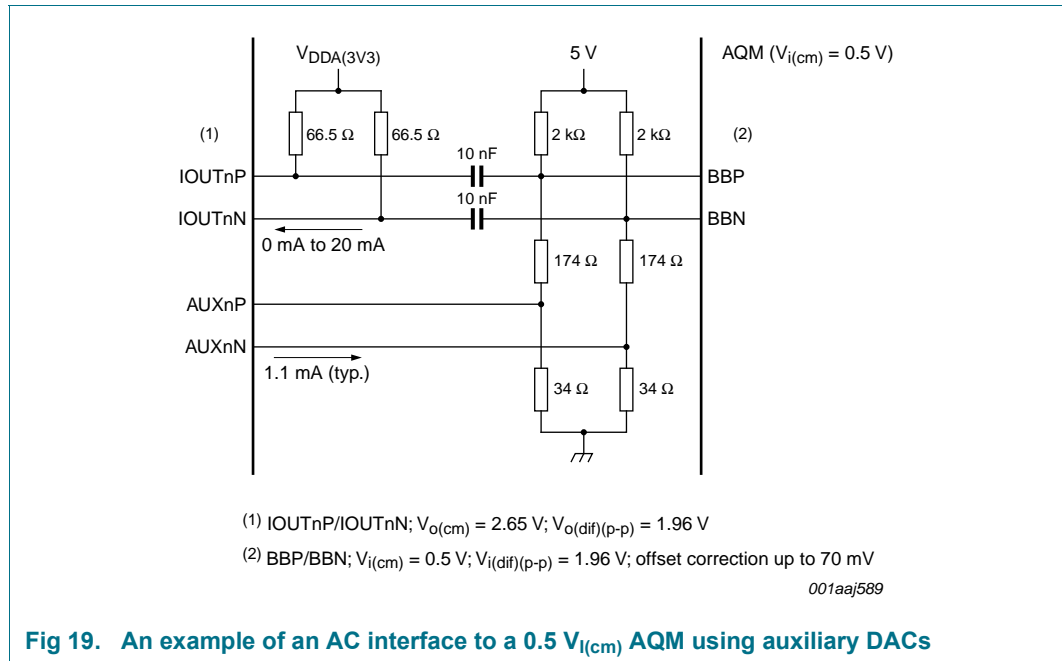 V_DDA(3V3) 5 V AQM (V_i(cm) = 0.5 V)
(1) 66.5 Ω 66.5 Ω 2 kΩ 2 kΩ (2)
10 nF
IOUTnP BBP
10 nF
IOUTnN BBN
0 mA to 20 mA
174 Ω 174 Ω
AUXnP
AUXnN
1.1 mA (typ.)
34 Ω 34 Ω
(1) IOUTnP/IOUTnN; V_o(cm) = 2.65 V; V_o(dif)(p-p) = 1.96 V
(2) BBP/BBN; V_i(cm) = 0.5 V; V_i(dif)(p-p) = 1.96 V; offset correction up to 70 mV
001aaj589
Fig 19. An example of an AC interface to a 0.5 V_I(cm) AQM using auxiliary DACs